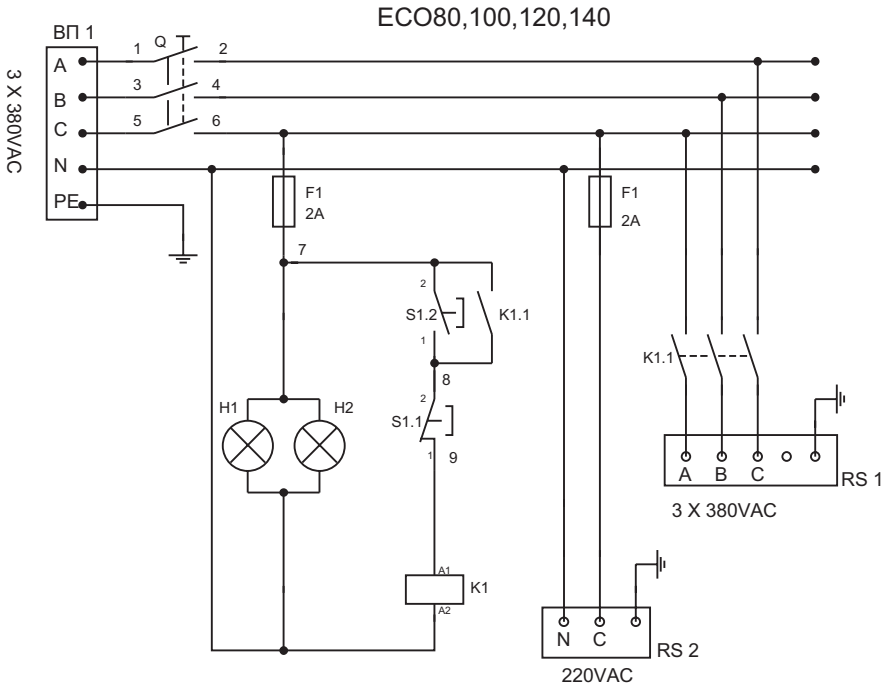 ECO80,100,120,140
ВП 1
3 X 380VAC
A
B
C
N
PE
1
Q
2
3
4
5
6
F1
2A
7
F1
2A
2
S1.2
K1.1
1
8
2
S1.1
1
9
H1
H2
A1
K1
A2
K1.1
A
B
C
RS 1
3 X 380VAC
N
C
RS 2
220VAC